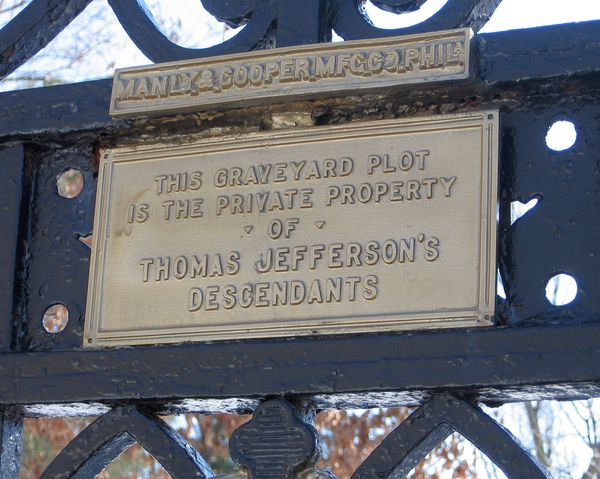 MANLY & COOPER MFG. CO. PHILA
THIS GRAVEYARD PLOT
IS THE PRIVATE PROPERTY
OF
THOMAS JEFFERSON'S
DESCENDANTS